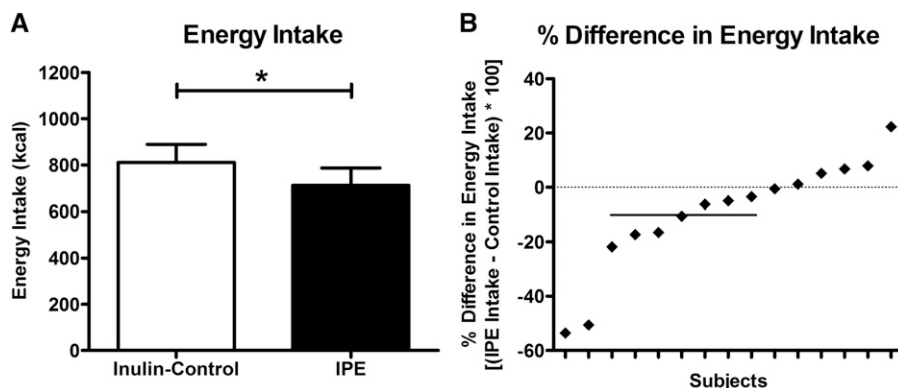 A
Energy Intake
Energy Intake (kcal)
1200
1000
800
600
400
200
0
*
Inulin-Control
IPE
B
% Difference in Energy Intake
% Difference in Energy Intake
[(IPE Intake - Control Intake) * 100]
40
20
0
-20
-40
-60
Subjects